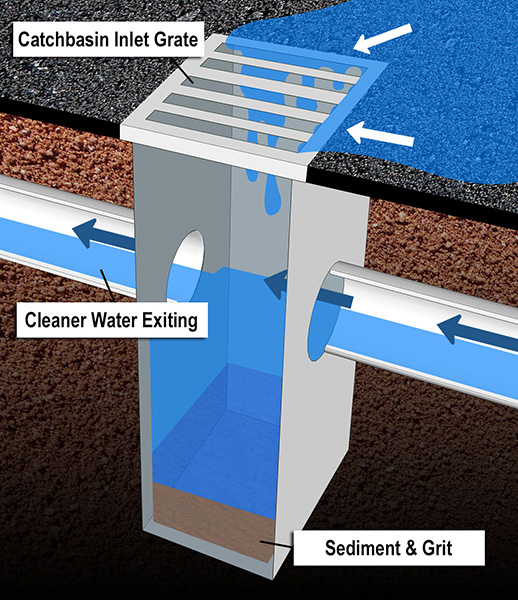 Catchbasin Inlet Grate
Cleaner Water Exiting
Sediment & Grit